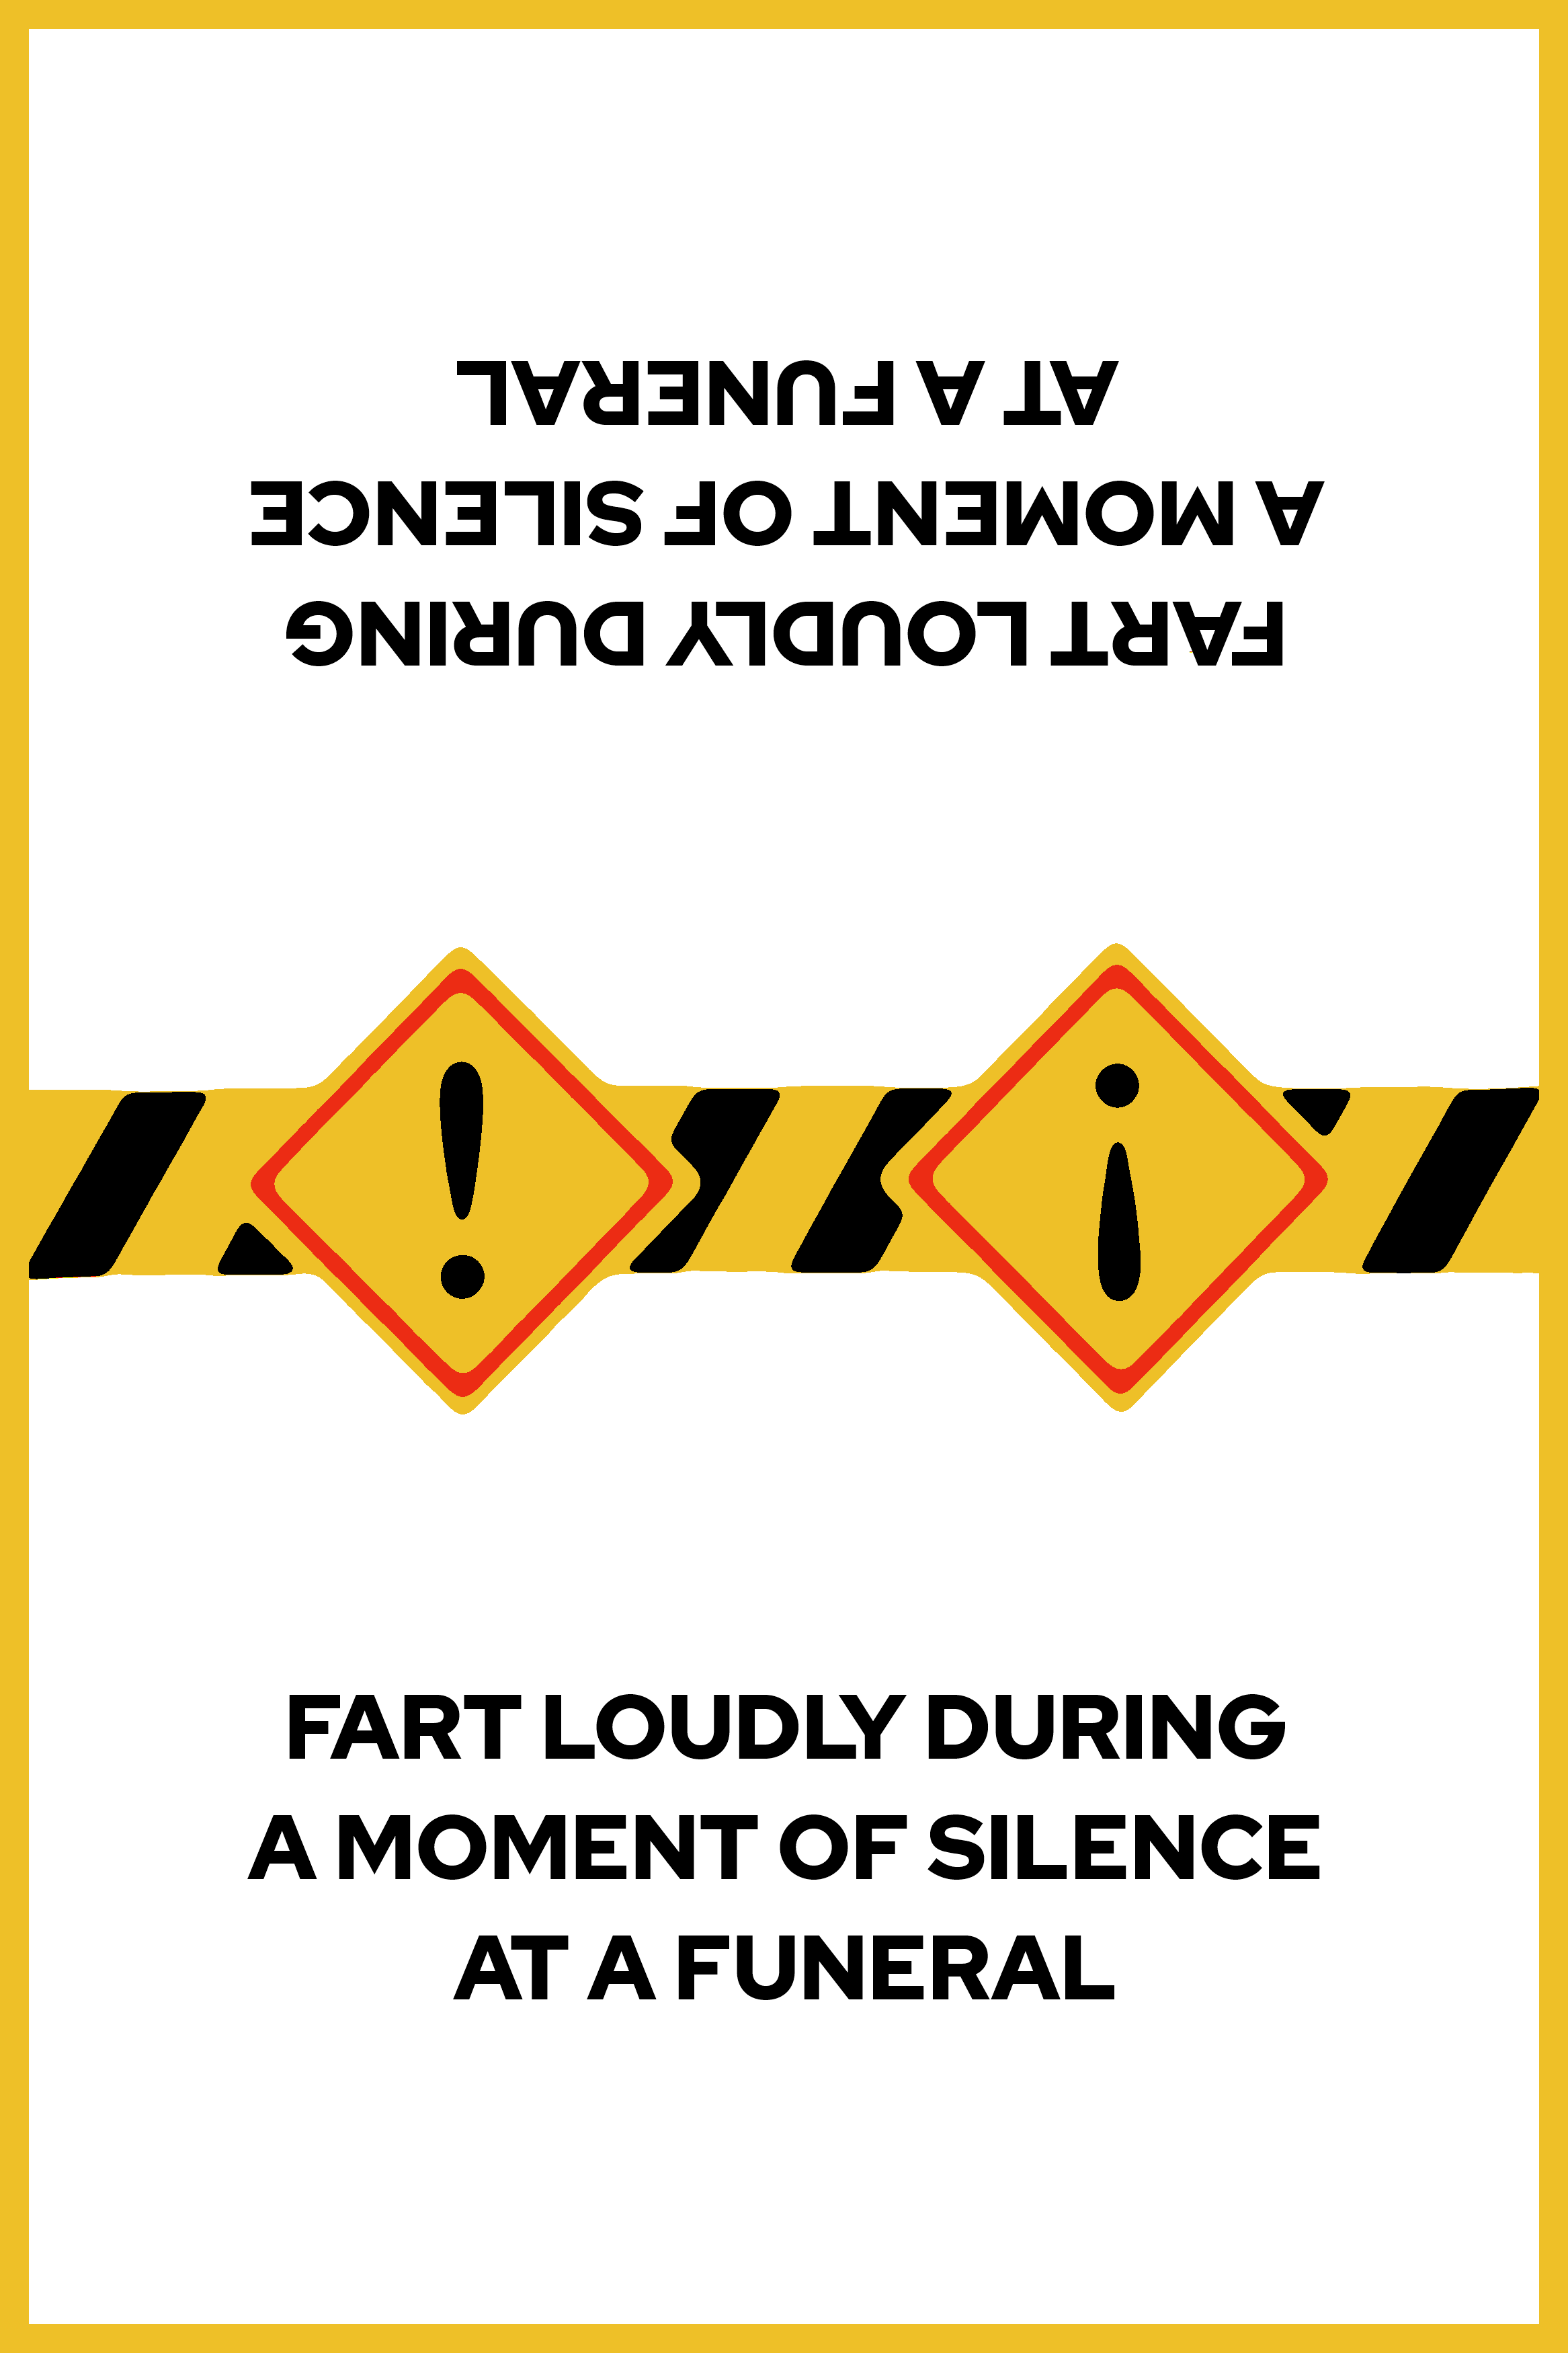 AT A FUNERAL
A MOMENT OF SILENCE
FART LOUDLY DURING
!
¡
FART LOUDLY DURING
A MOMENT OF SILENCE
AT A FUNERAL